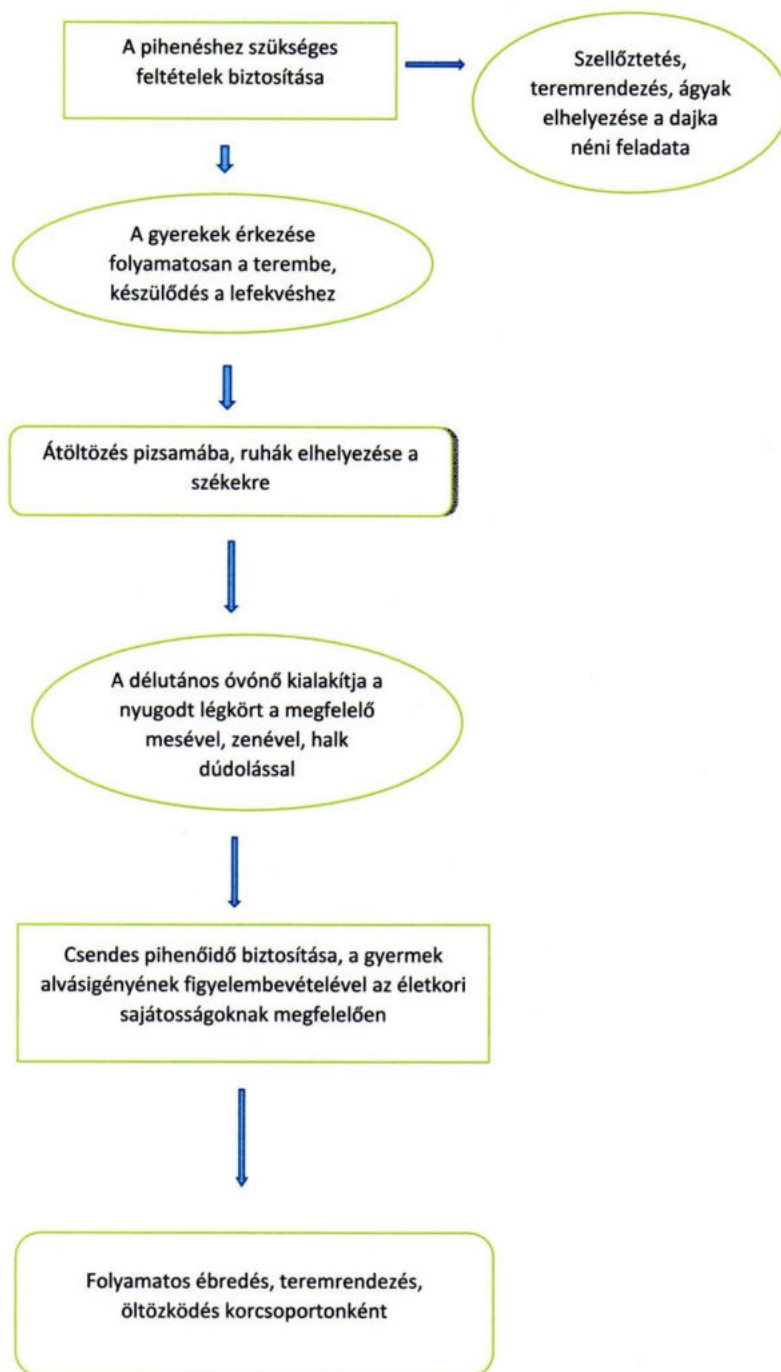 A pihenéshez szükséges
feltételek biztosítása
Szellőztetés,
teremrendezés, ágyak
elhelyezése a dajka
néni feladata
A gyerekek érkezése
folyamatosan a terembe,
készülődés a lefekvéshez
Átöltözés pizsamába, ruhák elhelyezése a
székekre
A délutános óvónő kialakítja a
nyugodt légkört a megfelelő
mesével, zenével, halk
dúdolással
Csendes pihenőidő biztosítása, a gyermek
alvásigényének figyelembevételével az életkori
sajátosságoknak megfelelően
Folyamatos ébredés, teremrendezés,
öltözködés korcsoportonként